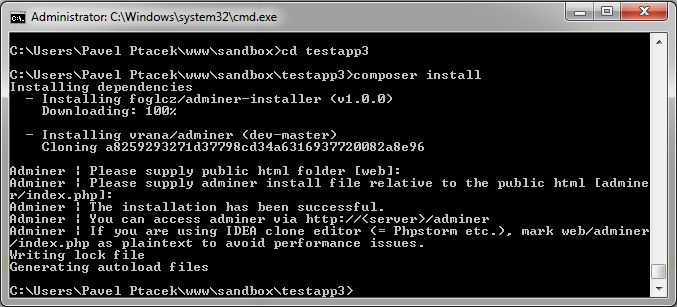 Administrator: C:\Windows\system32\cmd.exe
C:\Users\Pavel Ptacek\www\sandbox>cd testapp3
C:\Users\Pavel Ptacek\www\sandbox\testapp3>composer install
Installing dependencies
- Installing foglcz/adminer-installer (v1.0.0)
Downloading: 100%
- Installing vrana/adminer (dev-master)
Cloning a8259293271d37798cd34a6316937720082a8e96
Adminer | Please supply public html folder [web]:
Adminer | Please supply adminer install file relative to the public html [admine
r/index.php]:
Adminer | The installation has been successful.
Adminer | You can access adminer via http://<server>/adminer
Adminer | If you are using IDEA clone editor (= Phpstorm etc.), mark web/adminer
/index.php as plaintext to avoid performance issues.
Writing lock file
Generating autoload files
C:\Users\Pavel Ptacek\www\sandbox\testapp3>